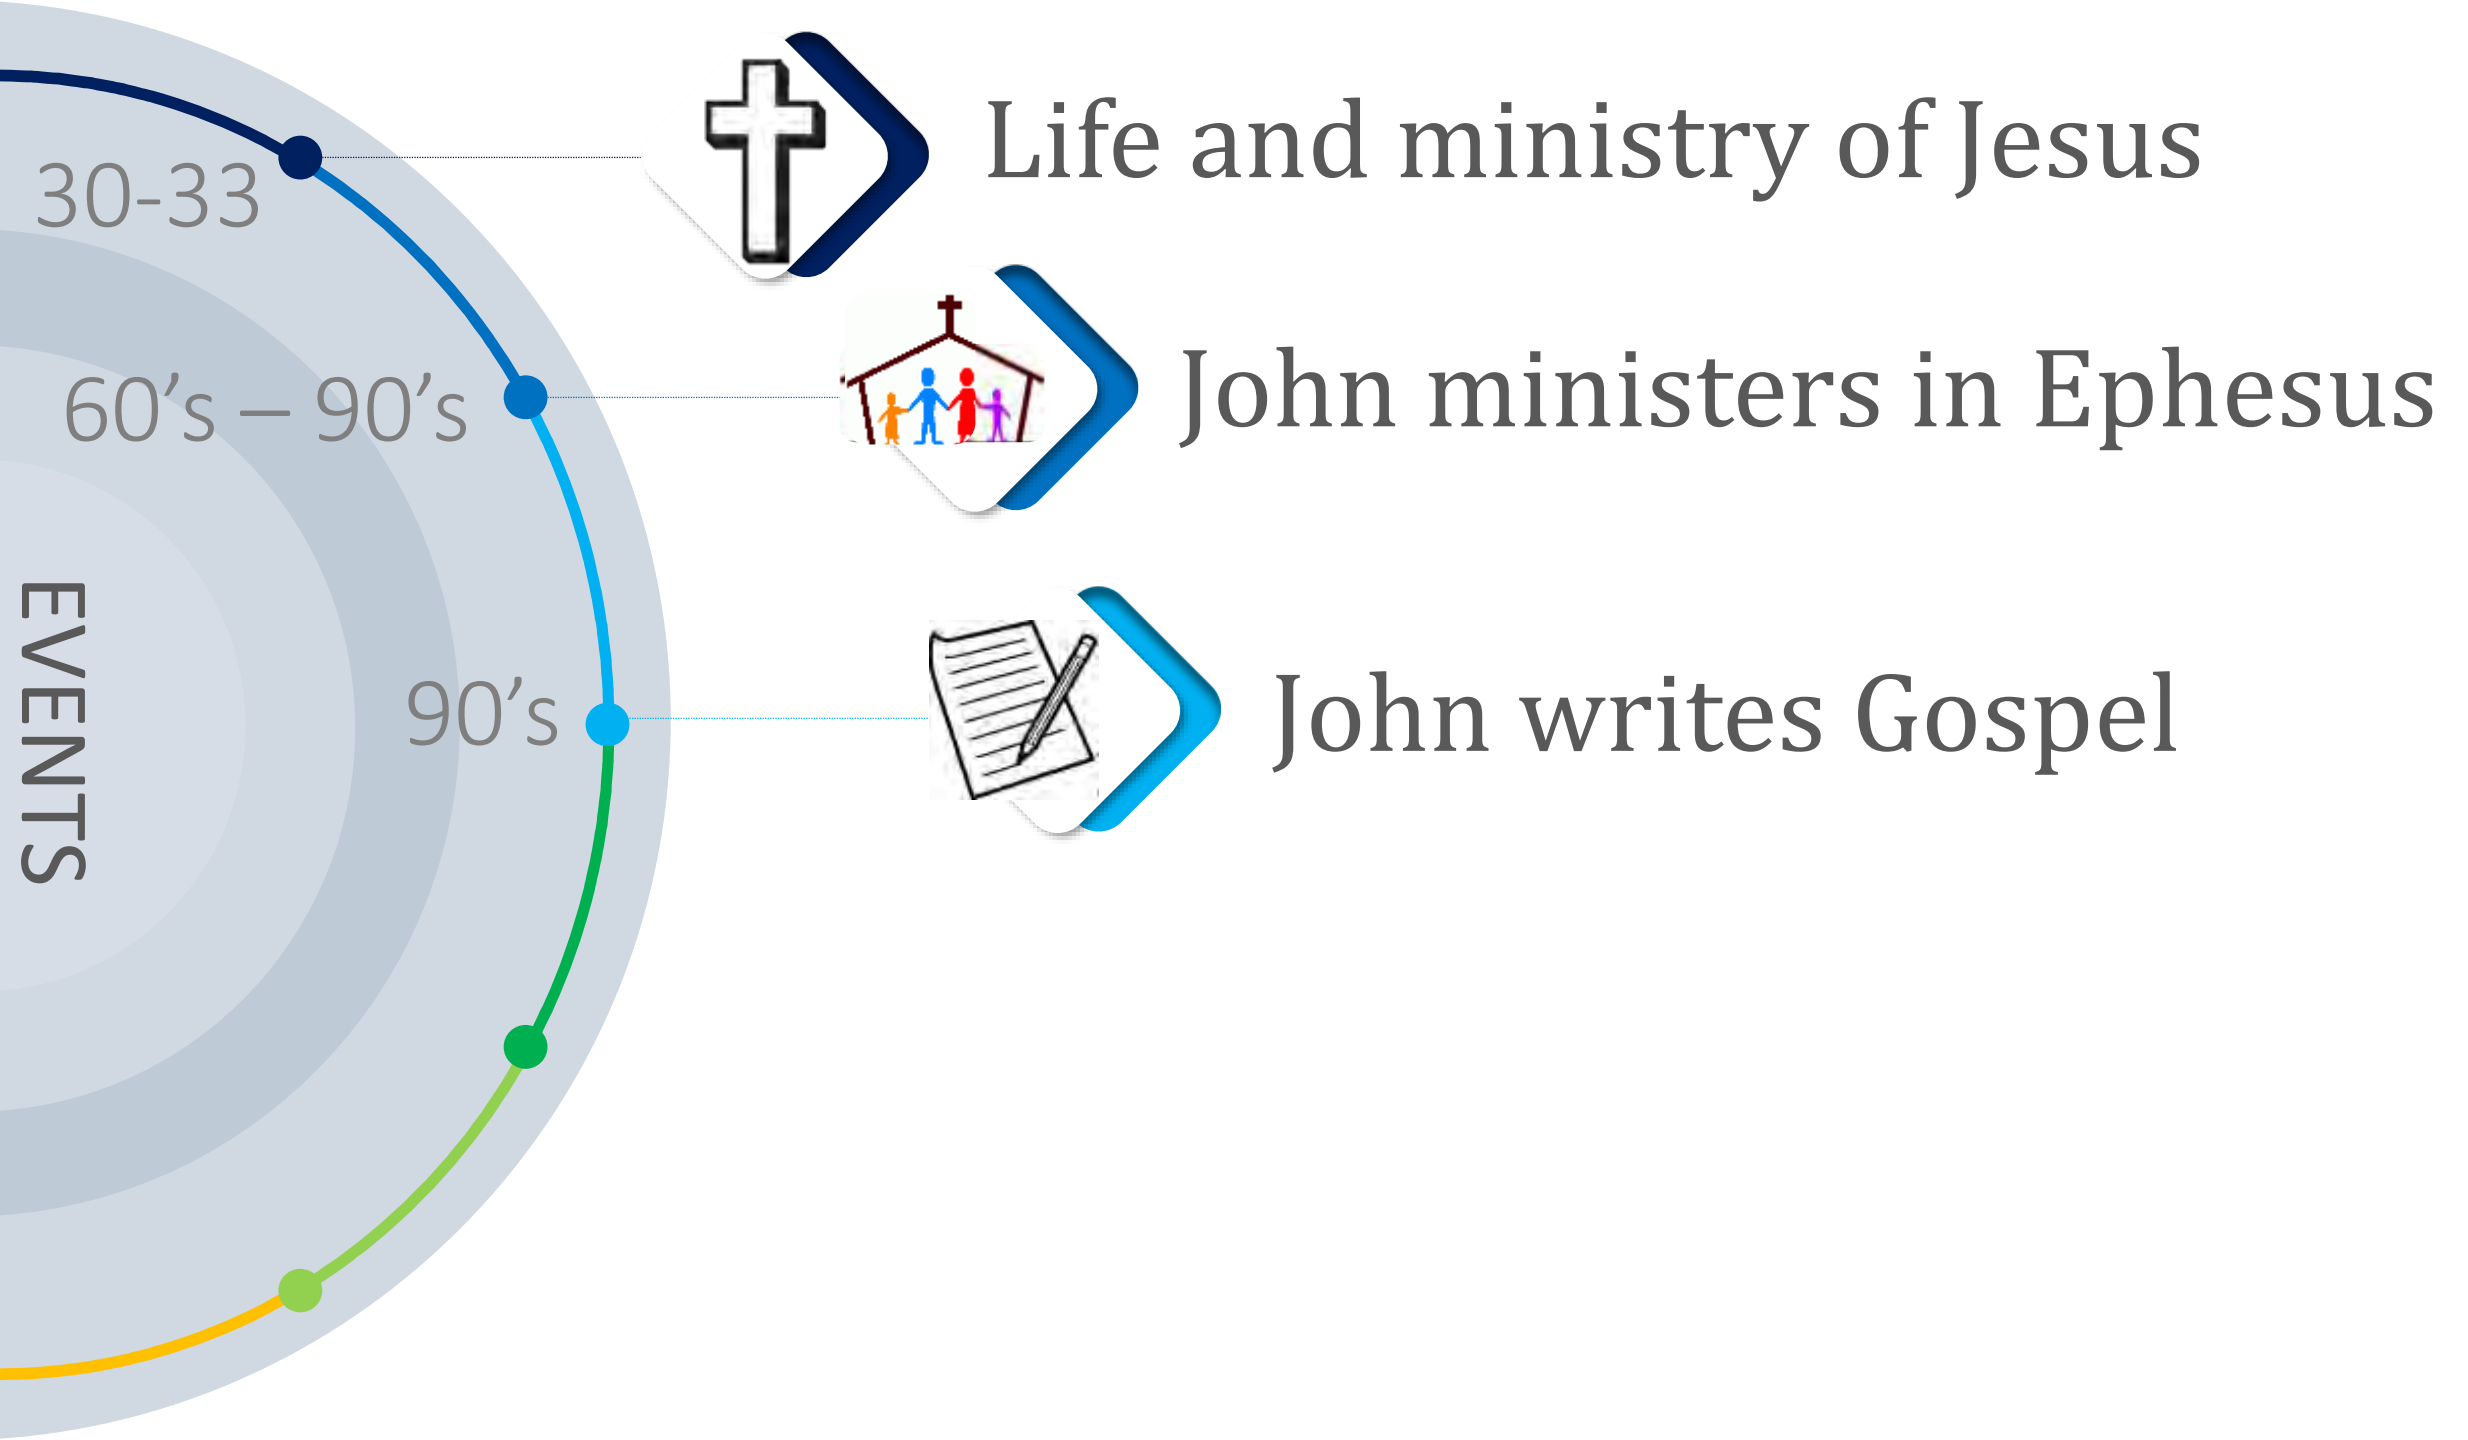 Life and ministry of Jesus
30-33
John ministers in Ephesus
60’s – 90’s
EVENTS
90’s
John writes Gospel